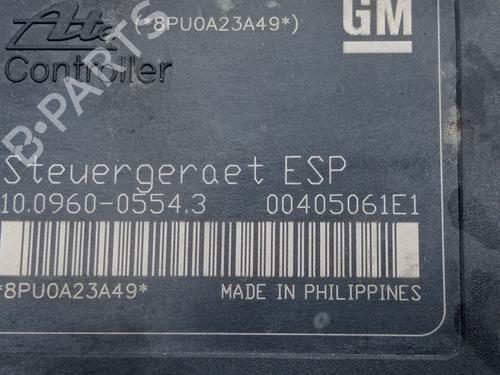 Ate (*8PU0A23A49*) GM
Controller
B-PARTS
Steuergeraet ESP
10.0960-0554.3 00405061E1
*8PU0A23A49* MADE IN PHILIPPINES